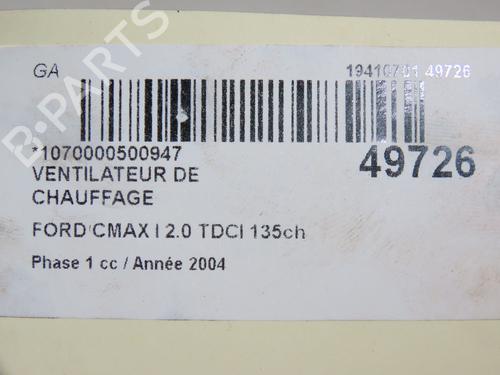 GA
19410701 49726
*1070000500947
49726
VENTILATEUR DE
CHAUFFAGE
FORD CMAX I 2.0 TDCI 135ch
Phase 1 cc / Année 2004
B-PARTS